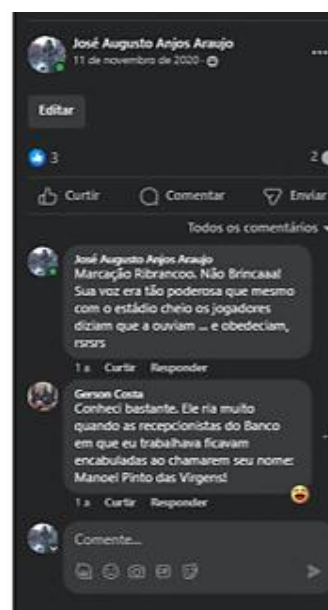 José Augusto Anjos Araujo
11 de novembro de 2020 ·
Editar
3
2
Curtir Comentar Enviar
Todos os comentários
José Augusto Anjos Araujo
Marcação Ribrancoo. Não Brincaaa!
Sua voz era tão poderosa que mesmo
com o estádio cheio os jogadores
diziam que a ouviam ... e obedeciam,
rsrsrs
1 a Curtir Responder
Gerson Costa
Conheci bastante. Ele ria muito
quando as recepcionistas do Banco
em que eu trabalhava ficavam
encabuladas ao chamarem seu nome:
Manoel Pinto das Virgens!
1 a Curtir Responder
Comente...